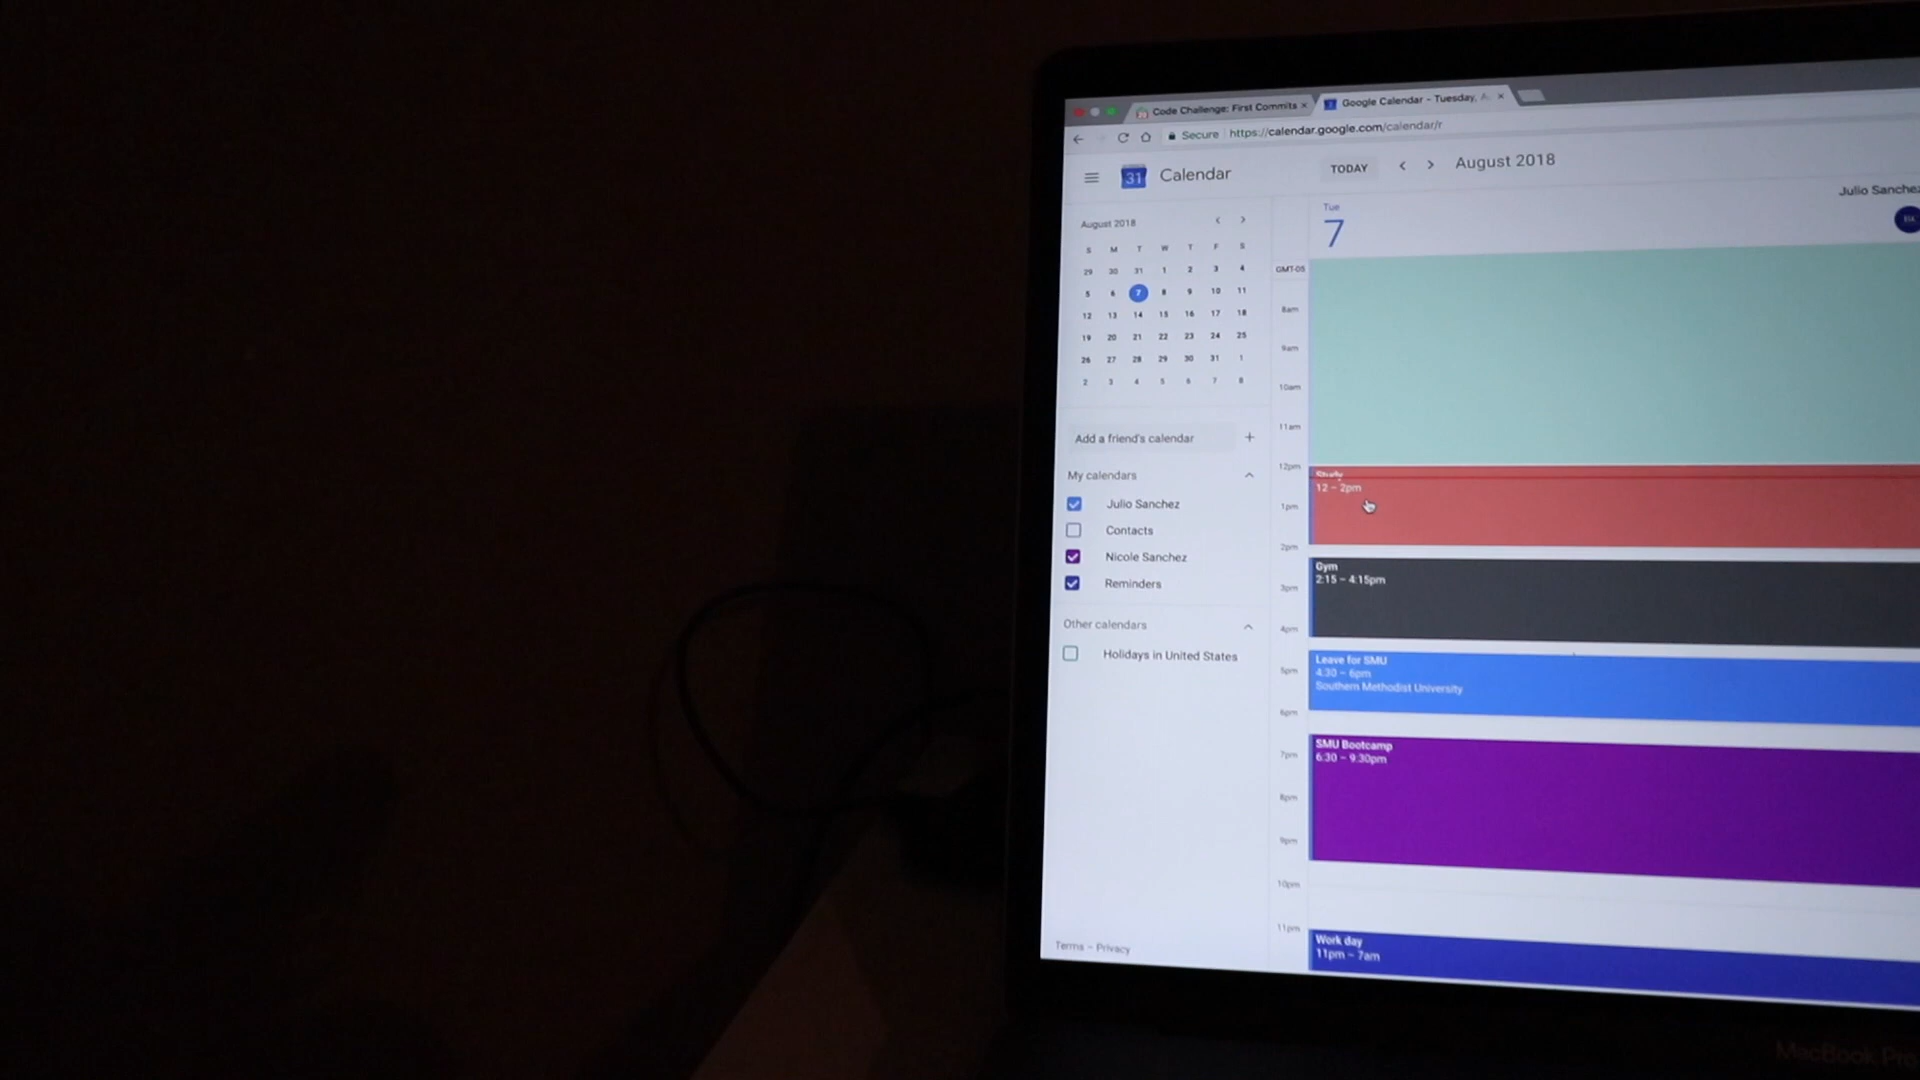 Code Challenge: First Commits
Google Calendar - Tuesday, A
Secure https://calendar.google.com/calendar/r
31 Calendar
TODAY < > August 2018
Julio Sanchez
August 2018 < >
S M T W T F S
29 30 31 1 2 3 4
5 6 7 8 9 10 11
12 13 14 15 16 17 18
19 20 21 22 23 24 25
26 27 28 29 30 31 1
2 3 4 5 6 7 8
Add a friend's calendar +
My calendars
Julio Sanchez
Contacts
Nicole Sanchez
Reminders
Other calendars
Holidays in United States
Terms – Privacy
Tue
7
GMT-05
8am
9am
10am
11am
12pm
1pm
2pm
3pm
4pm
5pm
6pm
7pm
8pm
9pm
10pm
11pm
Study
12 – 2pm
Gym
2:15 – 4:15pm
Leave for SMU
4:30 – 6pm
Southern Methodist University
SMU Bootcamp
6:30 – 9:30pm
Work day
11pm – 7am
MacBook Pro